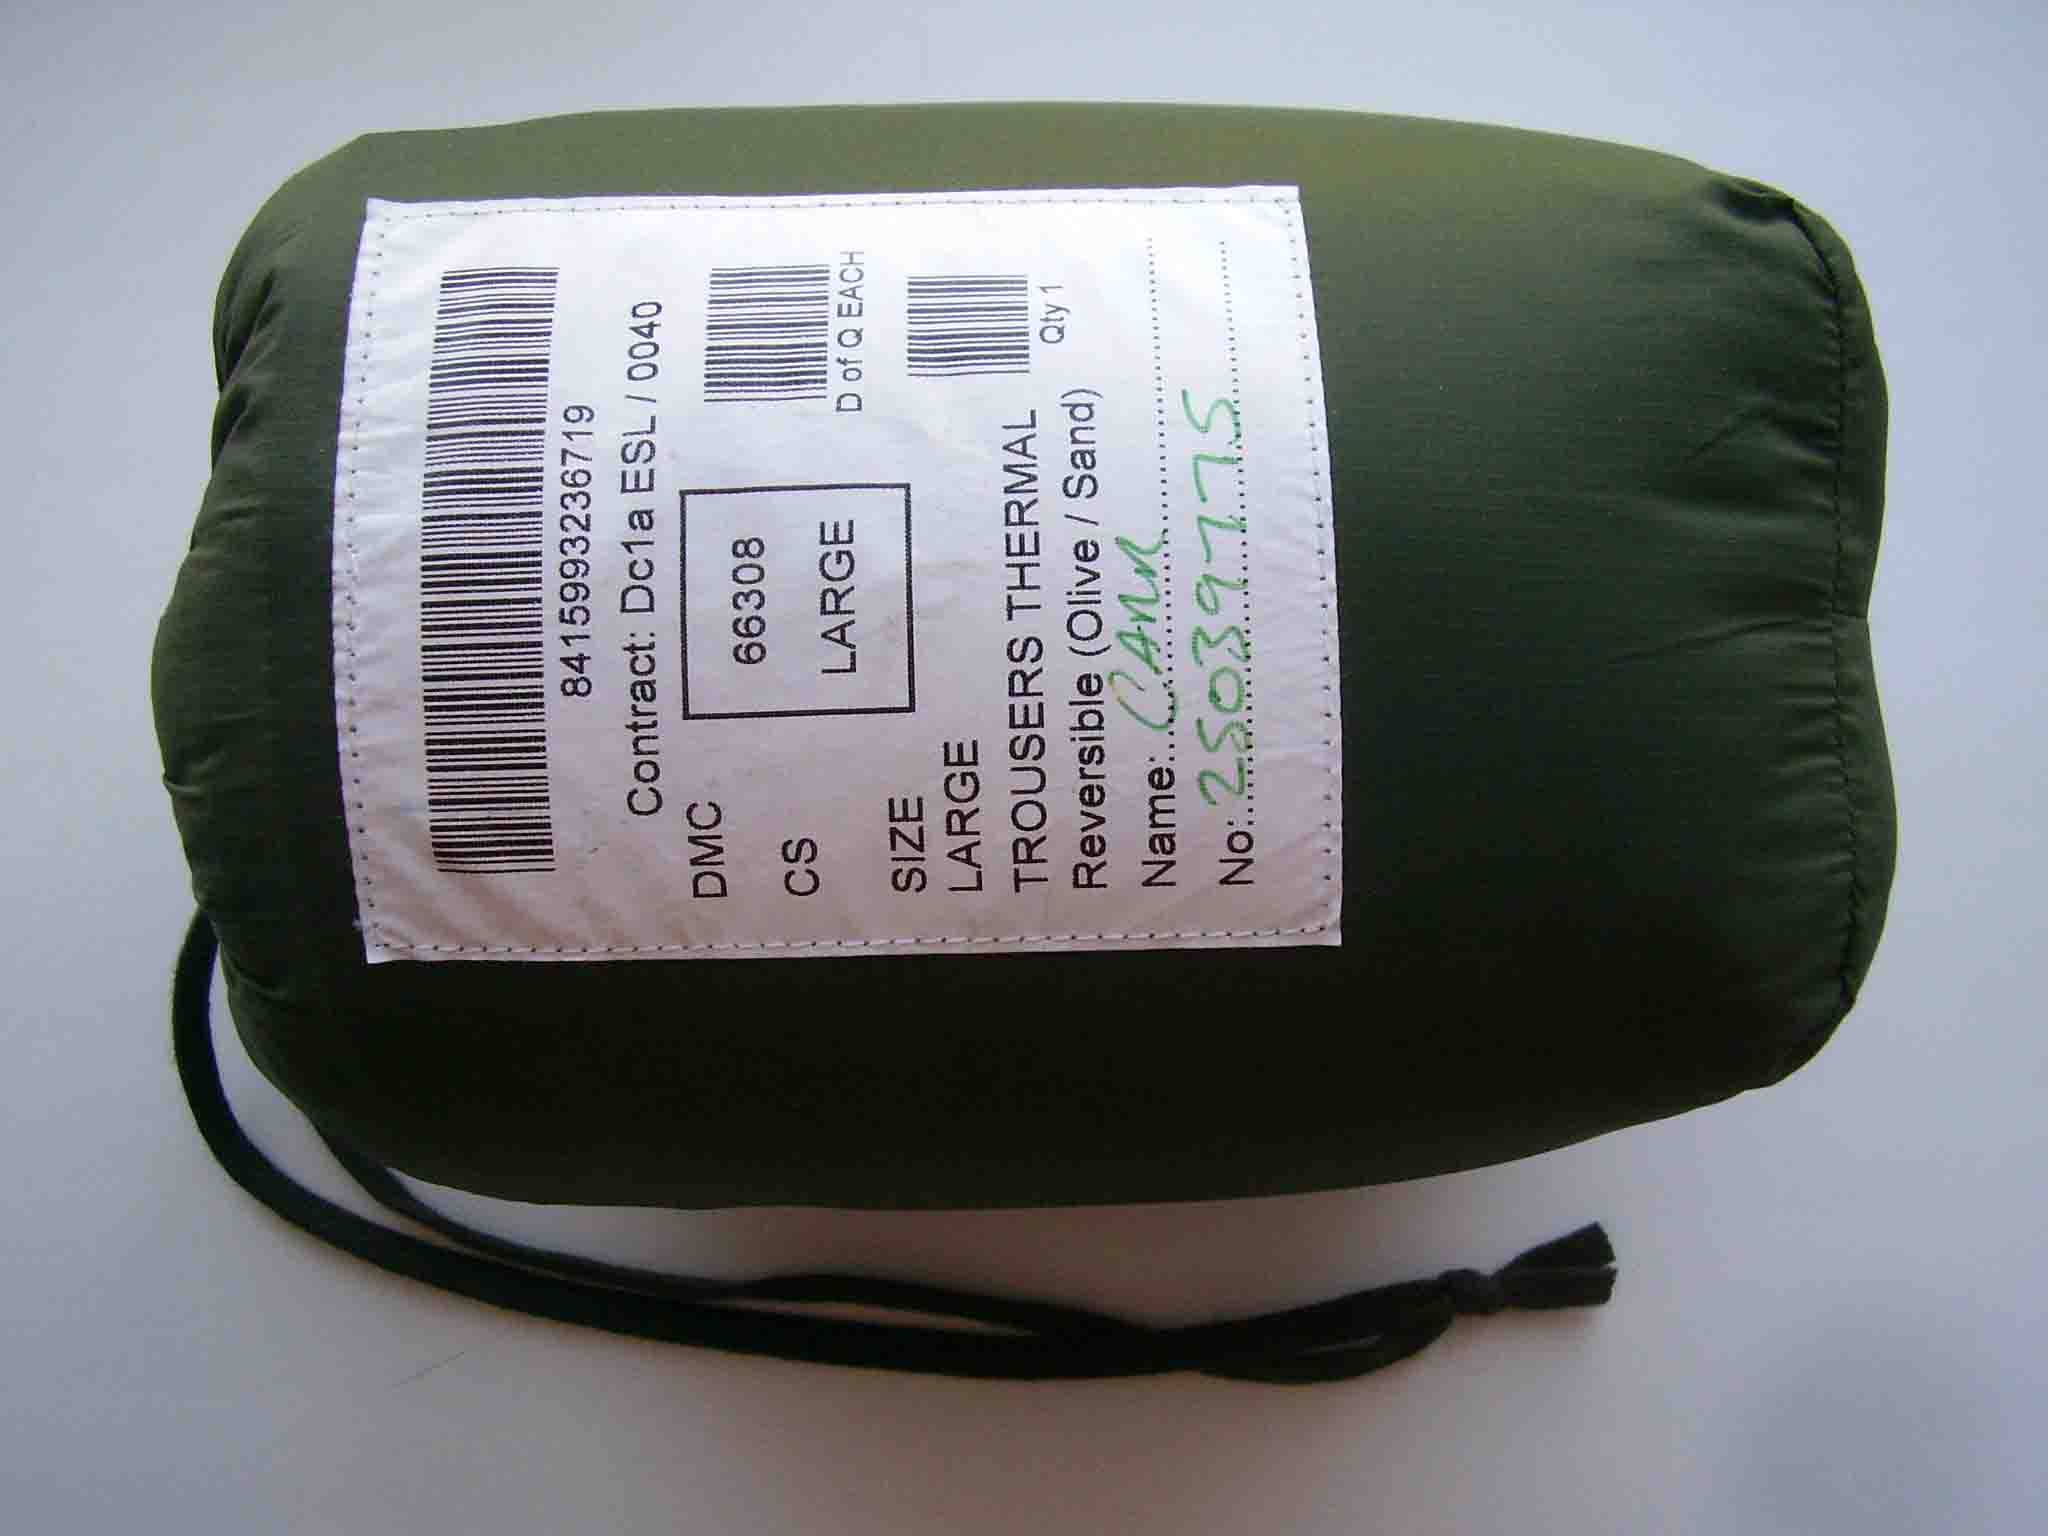 8415993236719
Contract: Dc1a ESL / 0040
DMC 66308 D of Q EACH
CS LARGE
SIZE Qty 1
LARGE
TROUSERS THERMAL
Reversible (Olive / Sand)
Name:
No: 25039775